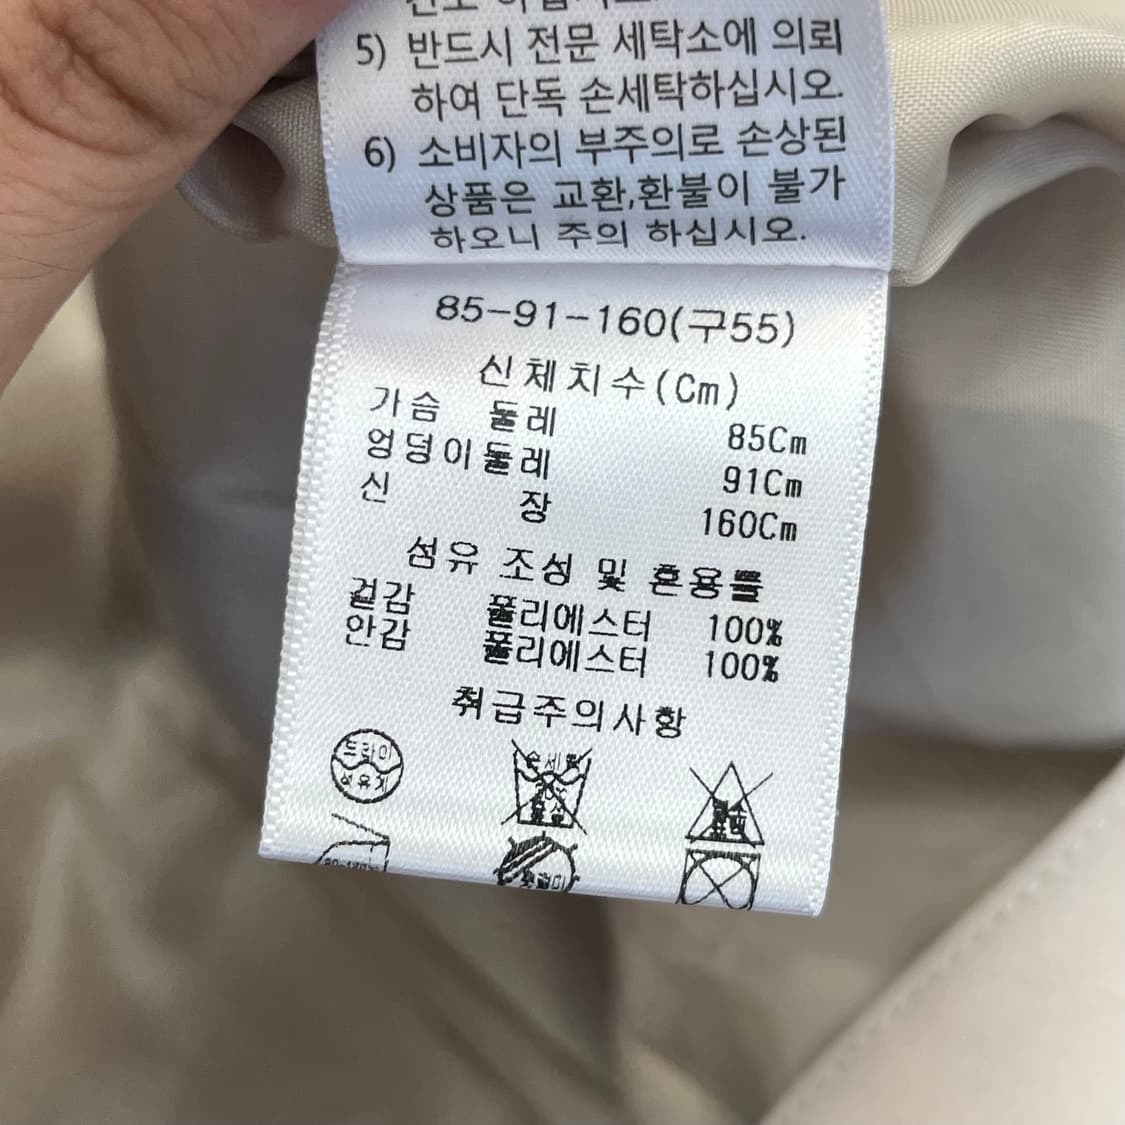 5) 반드시 전문 세탁소에 의뢰
하여 단독 손세탁하십시오.
6) 소비자의 부주의로 손상된
상품은 교환,환불이 불가
하오니 주의 하십시오.
85-91-160(구55)
신체치수(Cm)
가슴 둘레 85Cm
엉덩이둘레 91Cm
신 장 160Cm
섬유 조성 및 혼용률
겉감 폴리에스터 100%
안감 폴리에스터 100%
취급주의사항
드라이
석유계
손세탁